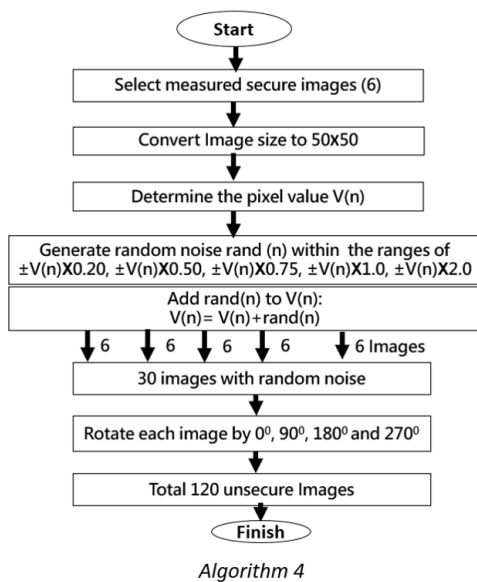 Start
Select measured secure images (6)
Convert Image size to 50X50
Determine the pixel value V(n)
Generate random noise rand (n) within the ranges of
±V(n)X0.20, ±V(n)X0.50, ±V(n)X0.75, ±V(n)X1.0, ±V(n)X2.0
Add rand(n) to V(n):
V(n)= V(n)+rand(n)
6 6 6 6 6 Images
30 images with random noise
Rotate each image by 0⁰, 90⁰, 180⁰ and 270⁰
Total 120 unsecure Images
Finish
Algorithm 4